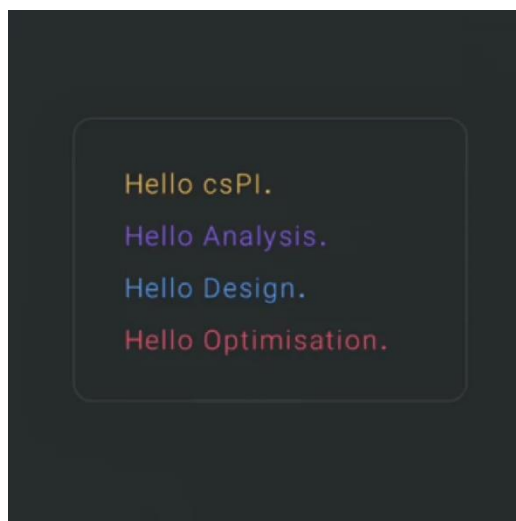 Hello csPI.
Hello Analysis.
Hello Design.
Hello Optimisation.